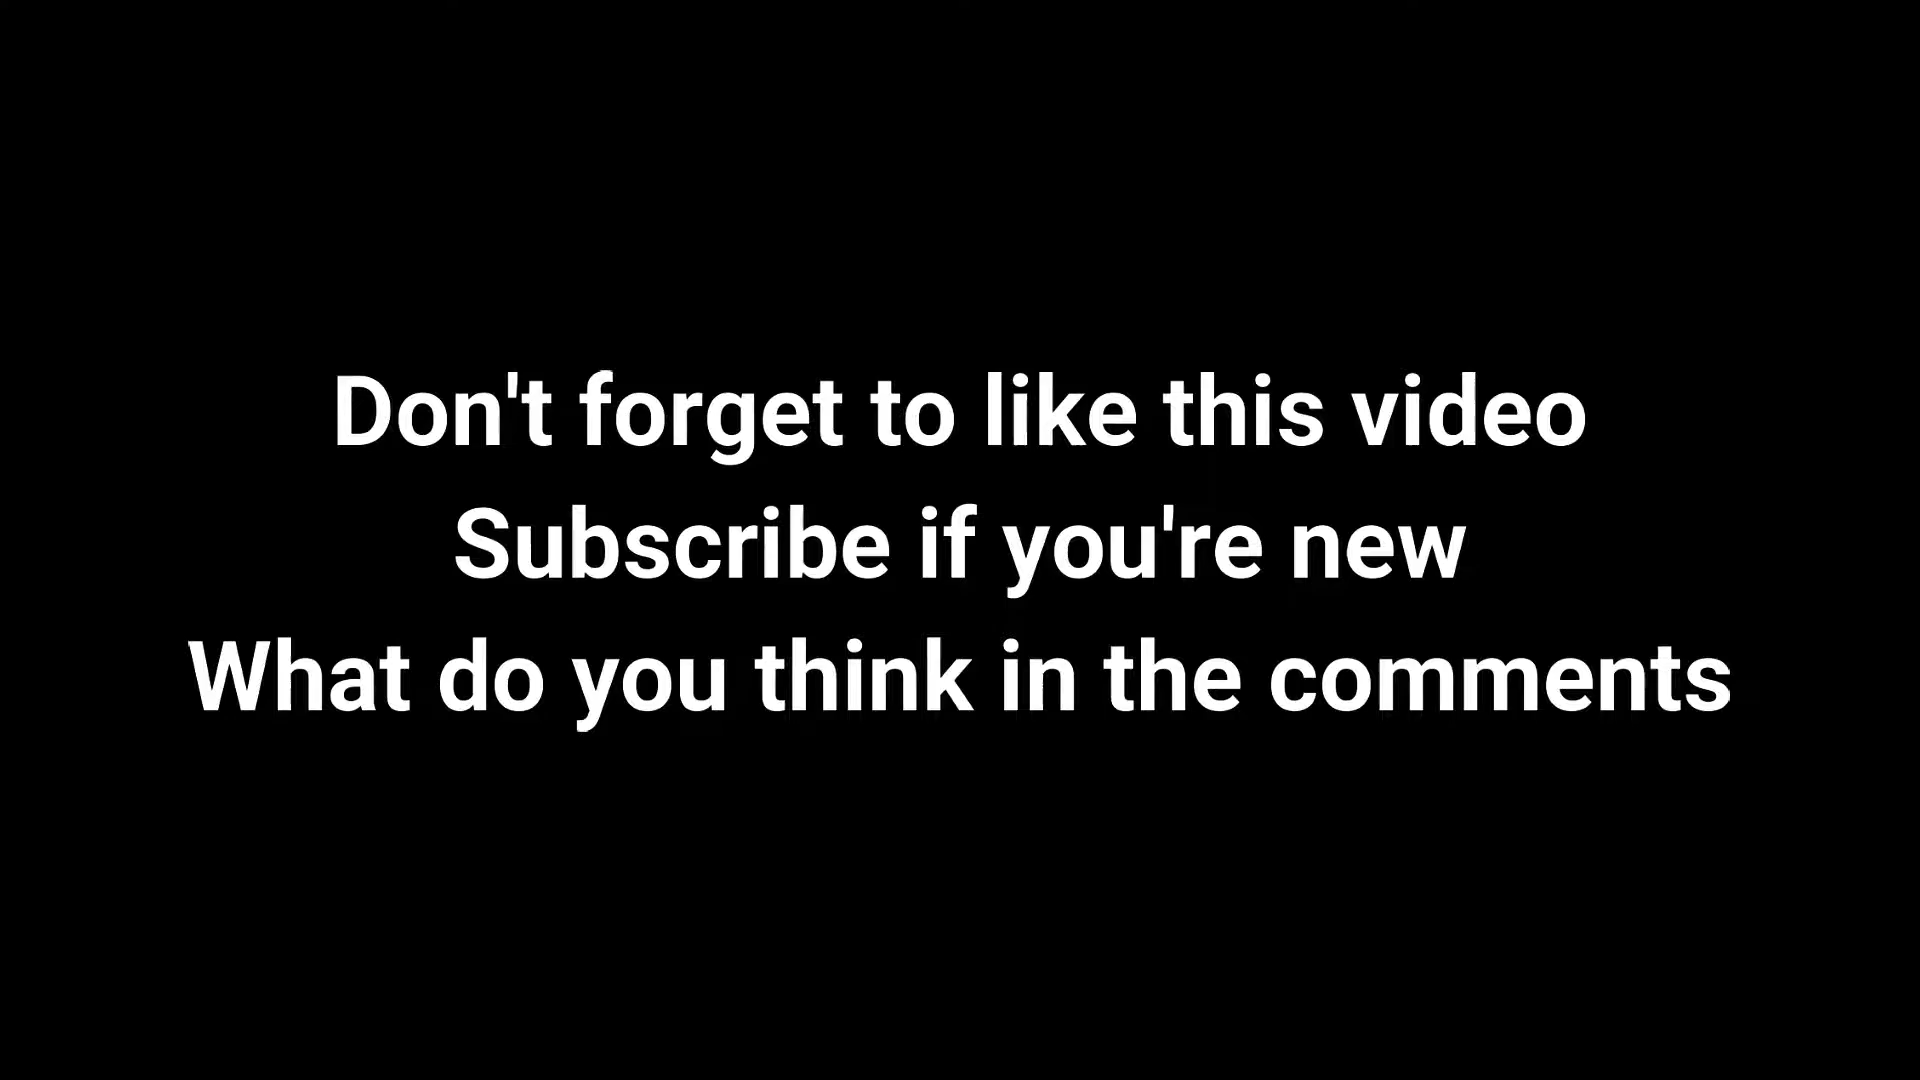 Don't forget to like this video
Subscribe if you're new
What do you think in the comments